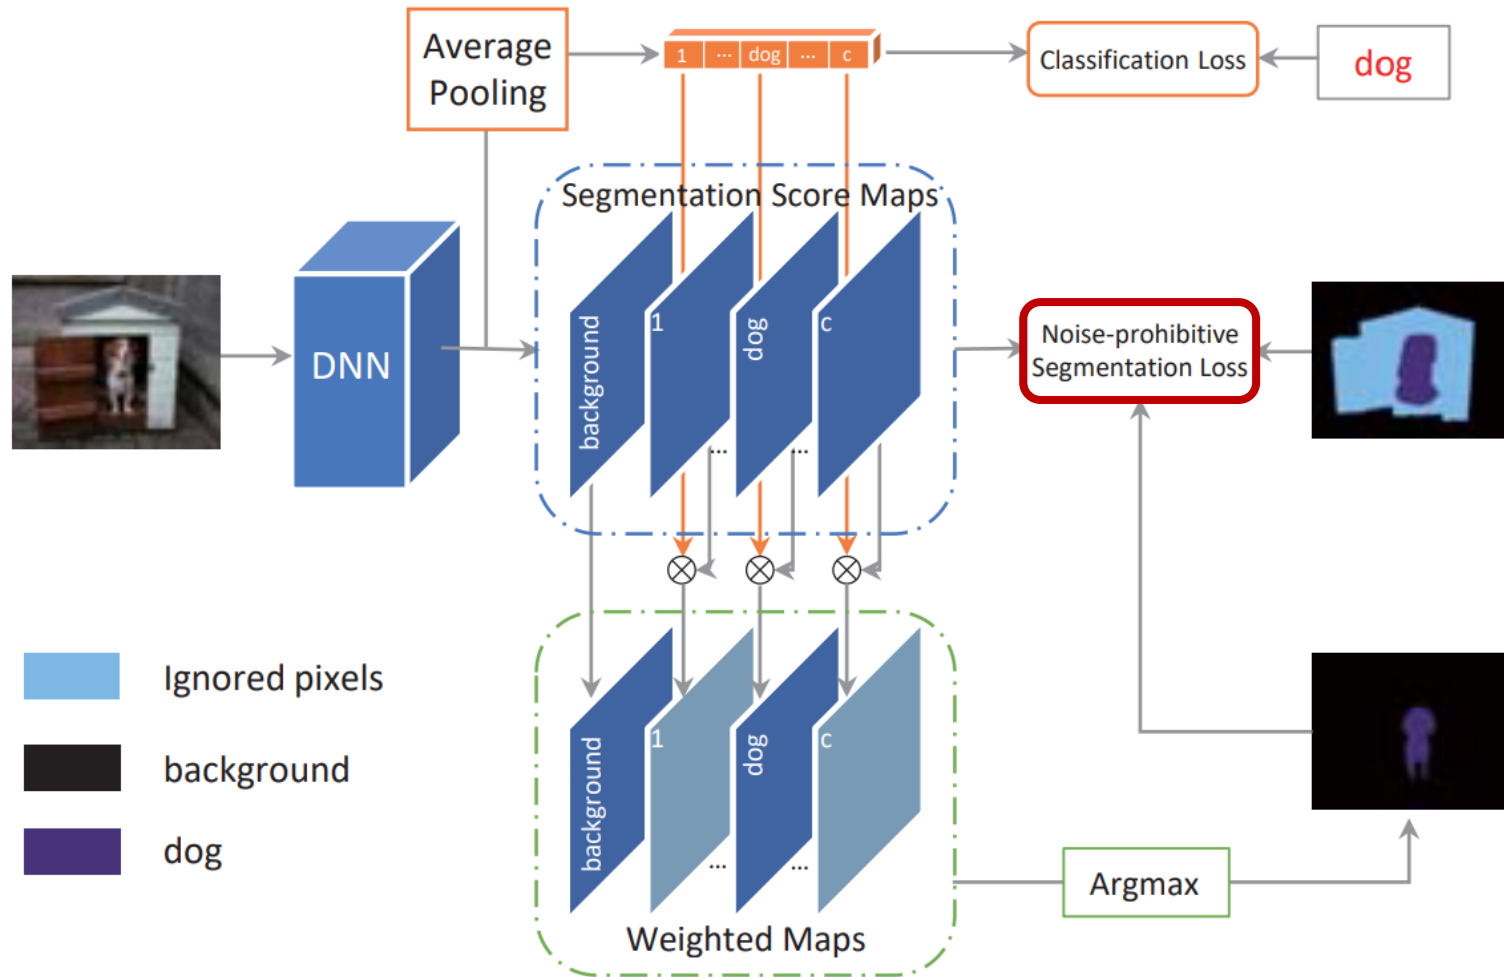 Average
Pooling
1 ... dog ... c
Classification Loss
dog
Segmentation Score Maps
DNN
background
1
dog
c
...
...
Noise-prohibitive
Segmentation Loss
Ignored pixels
background
dog
background
1
dog
c
...
...
Weighted Maps
Argmax